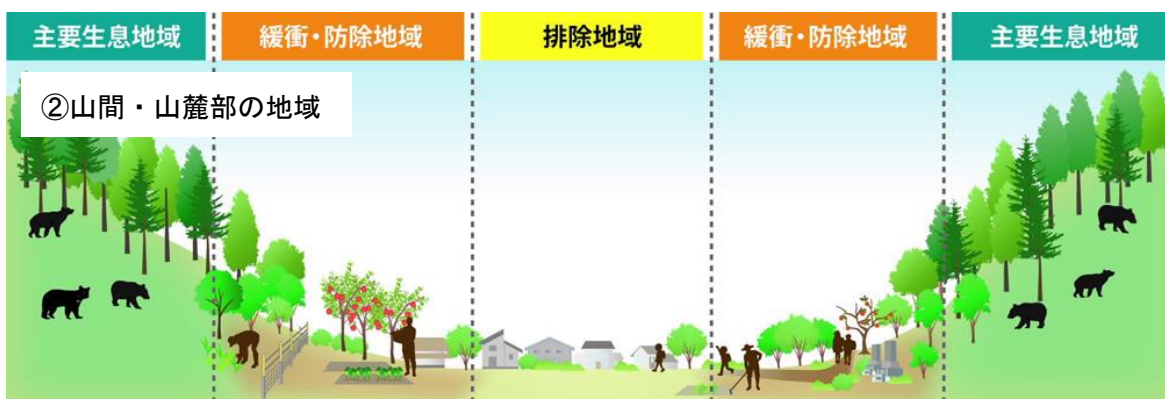 主要生息地域
緩衝・防除地域
排除地域
緩衝・防除地域
主要生息地域
②山間・山麓部の地域